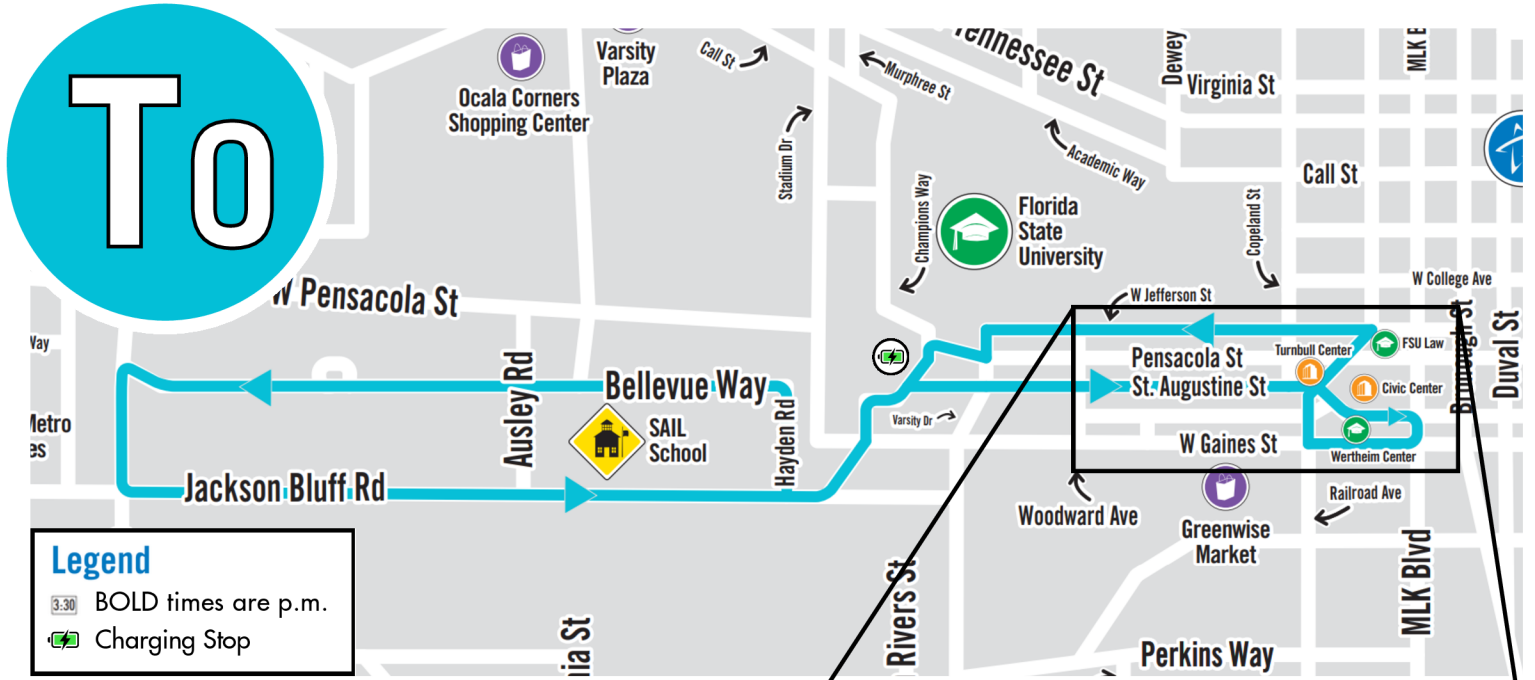 To
Varsity
Plaza
Ocala Corners
Shopping Center
Call St
Murphree St
Tennessee St
Dewey
Virginia St
Stadium Dr
Academic Way
Call St
Champions Way
Florida
State
University
Copeland St
W College Ave
W Pensacola St
W Jefferson St
Way
Duval St
Turnbull Center
FSU Law
Pensacola St
Ausley Rd
Bellevue Way
St. Augustine St
Civic Center
Hayden Rd
Varsity Dr
SAIL
School
W Gaines St
Wertheim Center
Jackson Bluff Rd
Railroad Ave
Woodward Ave
Greenwise
Market
MLK Blvd
Rivers St
Perkins Way
Legend
3:30 BOLD times are p.m.
Charging Stop